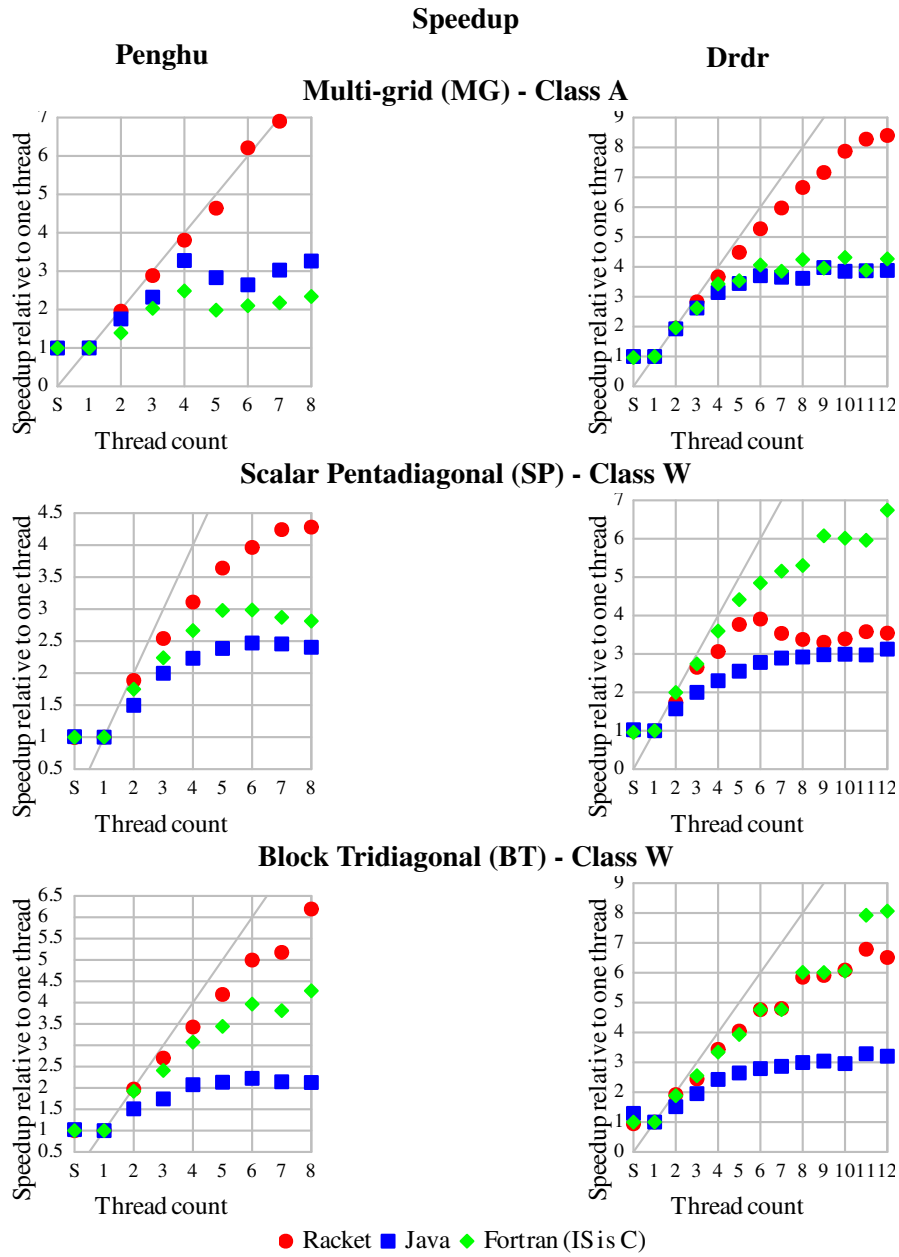 Speedup
Penghu Drdr
Multi-grid (MG) - Class A
Speedup relative to one thread
7
6
5
4
3
2
1
0
S 1 2 3 4 5 6 7 8
Thread count
Speedup relative to one thread
9
8
7
6
5
4
3
2
1
0
S 1 2 3 4 5 6 7 8 9 10 11 12
Thread count
Scalar Pentadiagonal (SP) - Class W
Speedup relative to one thread
4.5
4
3.5
3
2.5
2
1.5
1
0.5
S 1 2 3 4 5 6 7 8
Thread count
Speedup relative to one thread
7
6
5
4
3
2
1
0
S 1 2 3 4 5 6 7 8 9 10 11 12
Thread count
Block Tridiagonal (BT) - Class W
Speedup relative to one thread
6.5
6
5.5
5
4.5
4
3.5
3
2.5
2
1.5
1
0.5
S 1 2 3 4 5 6 7 8
Thread count
Speedup relative to one thread
9
8
7
6
5
4
3
2
1
0
S 1 2 3 4 5 6 7 8 9 10 11 12
Thread count
Racket Java Fortran (IS is C)